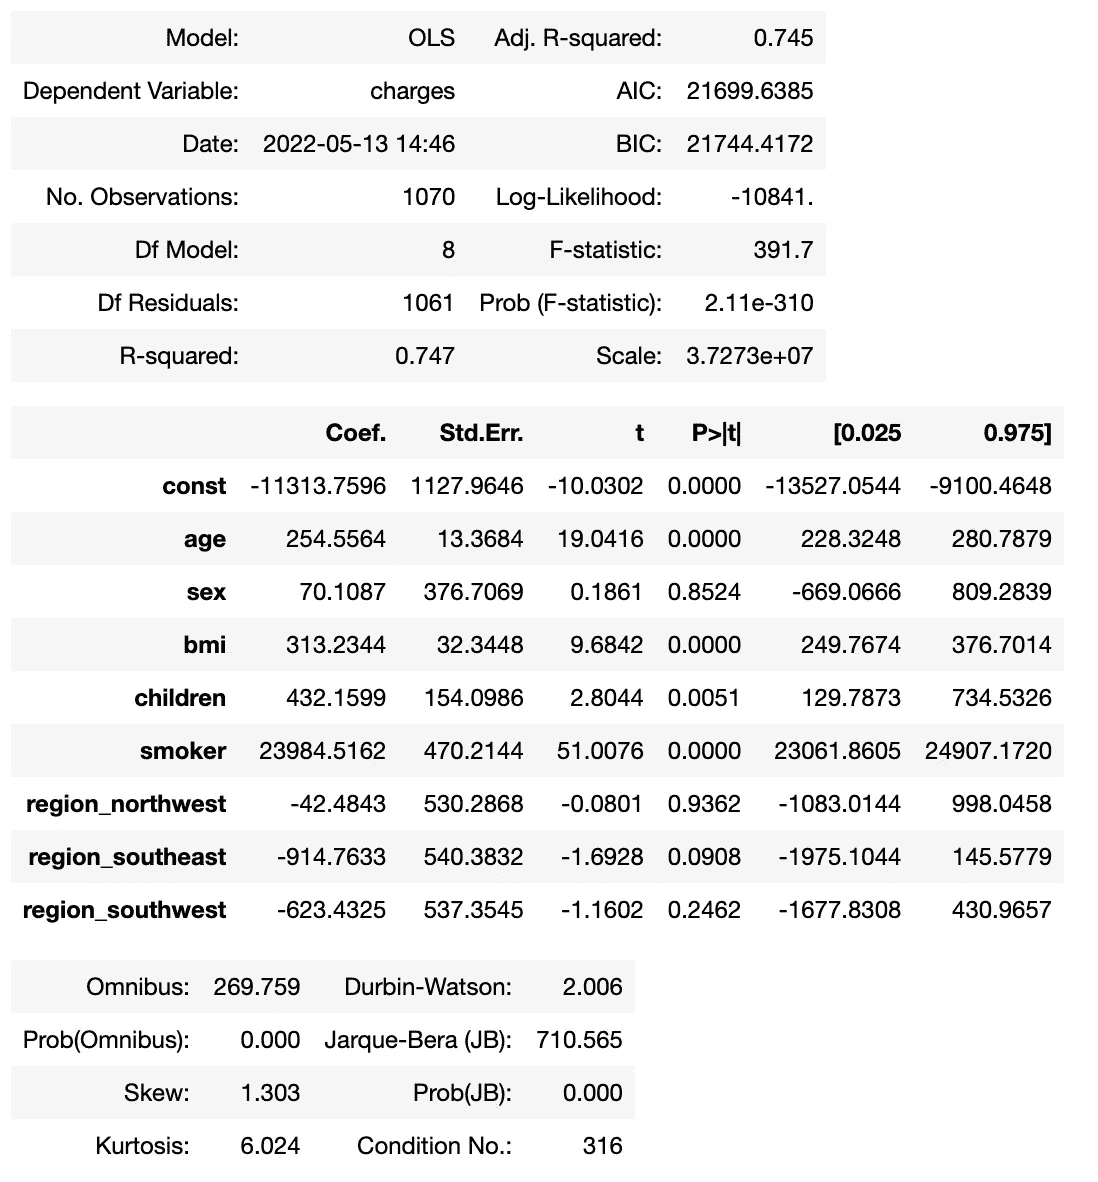 Model: OLS Adj. R-squared: 0.745
Dependent Variable: charges AIC: 21699.6385
Date: 2022-05-13 14:46 BIC: 21744.4172
No. Observations: 1070 Log-Likelihood: -10841.
Df Model: 8 F-statistic: 391.7
Df Residuals: 1061 Prob (F-statistic): 2.11e-310
R-squared: 0.747 Scale: 3.7273e+07
Coef. Std.Err. t P>|t| [0.025 0.975]
const -11313.7596 1127.9646 -10.0302 0.0000 -13527.0544 -9100.4648
age 254.5564 13.3684 19.0416 0.0000 228.3248 280.7879
sex 70.1087 376.7069 0.1861 0.8524 -669.0666 809.2839
bmi 313.2344 32.3448 9.6842 0.0000 249.7674 376.7014
children 432.1599 154.0986 2.8044 0.0051 129.7873 734.5326
smoker 23984.5162 470.2144 51.0076 0.0000 23061.8605 24907.1720
region_northwest -42.4843 530.2868 -0.0801 0.9362 -1083.0144 998.0458
region_southeast -914.7633 540.3832 -1.6928 0.0908 -1975.1044 145.5779
region_southwest -623.4325 537.3545 -1.1602 0.2462 -1677.8308 430.9657
Omnibus: 269.759 Durbin-Watson: 2.006
Prob(Omnibus): 0.000 Jarque-Bera (JB): 710.565
Skew: 1.303 Prob(JB): 0.000
Kurtosis: 6.024 Condition No.: 316